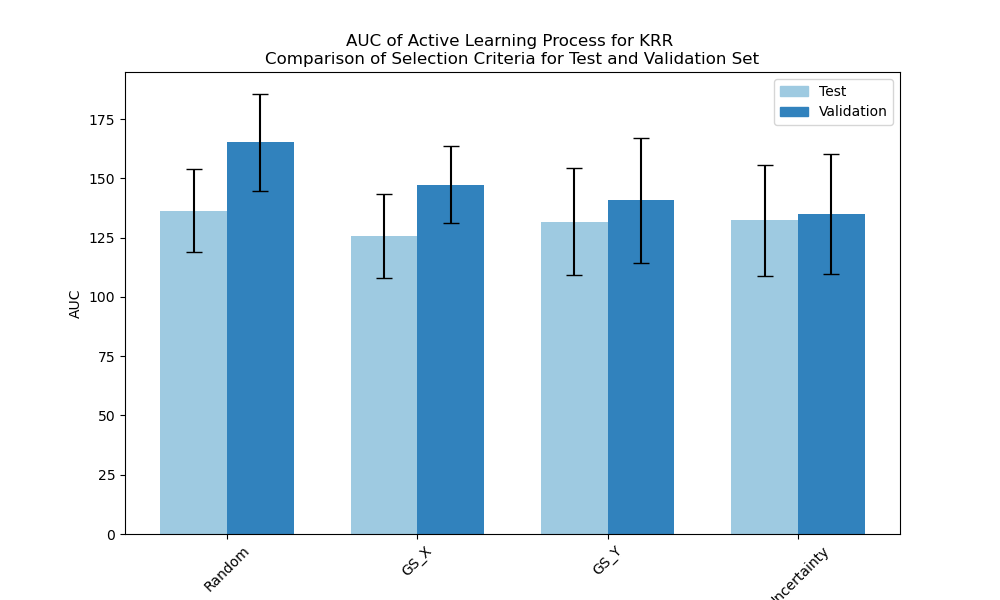 AUC of Active Learning Process for KRR
Comparison of Selection Criteria for Test and Validation Set
Test
Validation
AUC
175
150
125
100
75
50
25
0
Random
GS_X
GS_Y
Uncertainty